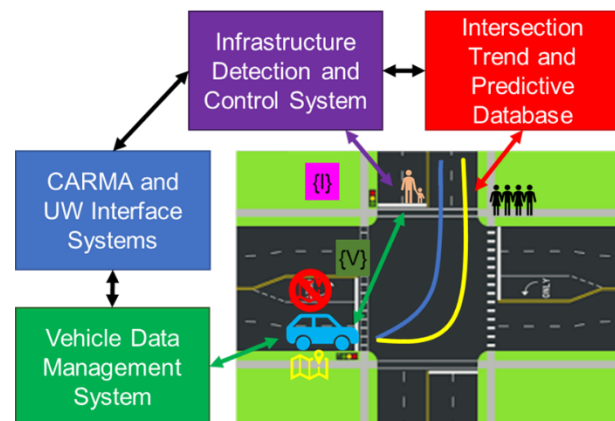 Infrastructure
Detection and
Control System
Intersection
Trend and
Predictive
Database
CARMA and
UW Interface
Systems
{I}
{V}
ONLY
Vehicle Data
Management
System